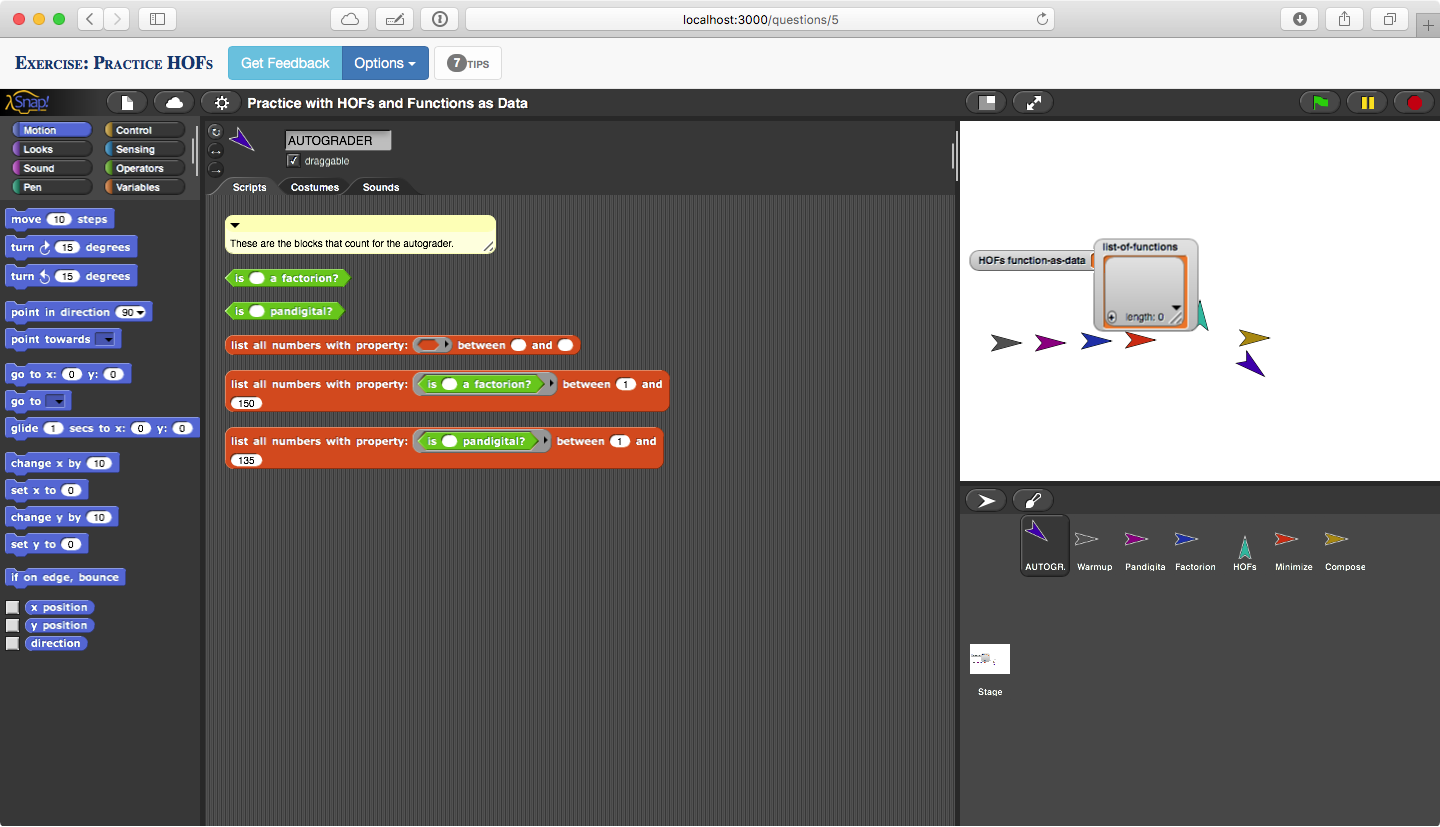 localhost:3000/questions/5
Exercise: Practice HOFs
Get Feedback
Options
7 TIPS
Snap!
Practice with HOFs and Functions as Data
Motion
Control
Looks
Sensing
Sound
Operators
Pen
Variables
move 10 steps
turn 15 degrees
turn 15 degrees
point in direction 90
point towards
go to x: 0 y: 0
go to
glide 1 secs to x: 0 y: 0
change x by 10
set x to 0
change y by 10
set y to 0
if on edge, bounce
x position
y position
direction
AUTOGRADER
draggable
Scripts
Costumes
Sounds
These are the blocks that count for the autograder.
is a factorion?
is pandigital?
list all numbers with property: between and
list all numbers with property: is a factorion? between 1 and
150
list all numbers with property: is pandigital? between 1 and
135
HOFs function-as-data
list-of-functions
length: 0
AUTOGR.
Warmup
Pandigita
Factorion
HOFs
Minimize
Compose
Stage